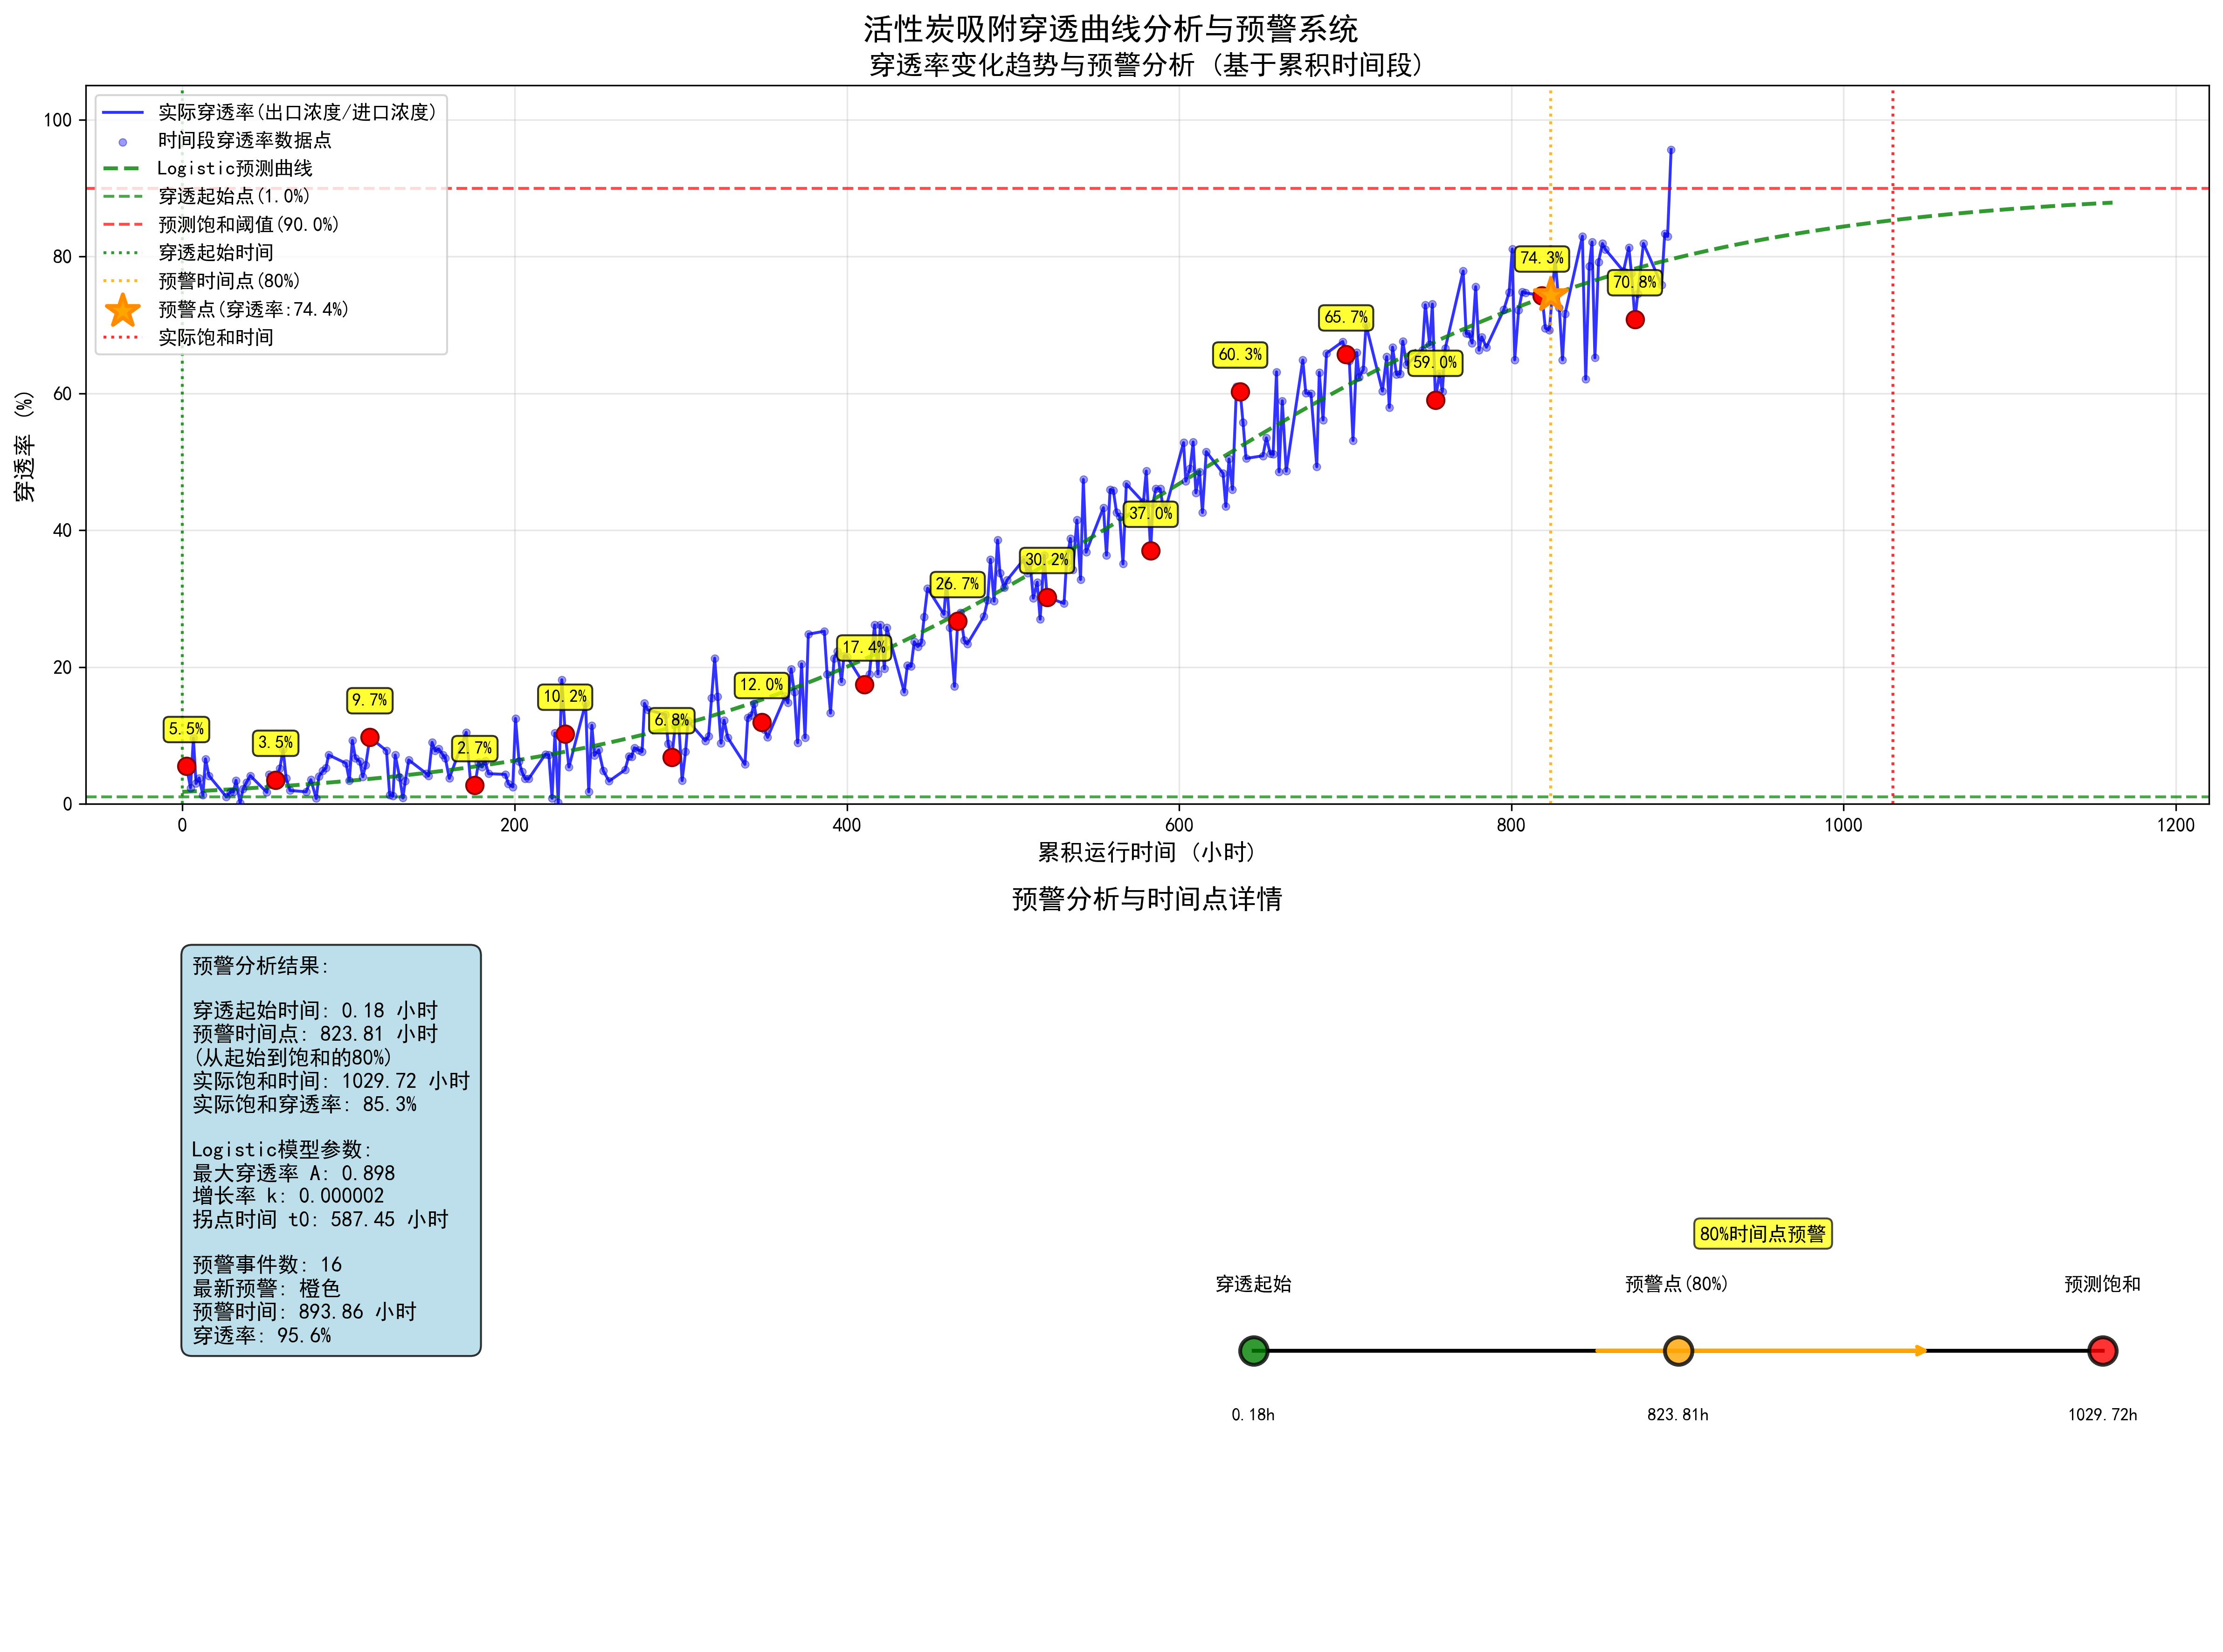 活性炭吸附穿透曲线分析与预警系统
穿透率变化趋势与预警分析 (基于累积时间段)
穿透率 (%)
100
80
60
40
20
0
实际穿透率(出口浓度/进口浓度)
时间段穿透率数据点
Logistic预测曲线
穿透起始点(1.0%)
预测饱和阈值(90.0%)
穿透起始时间
预警时间点(80%)
预警点(穿透率:74.4%)
实际饱和时间
5.5%
3.5%
9.7%
2.7%
10.2%
6.8%
12.0%
17.4%
26.7%
30.2%
37.0%
60.3%
65.7%
59.0%
74.3%
70.8%
0
200
400
600
800
1000
1200
累积运行时间 (小时)
预警分析与时间点详情
预警分析结果:
穿透起始时间: 0.18 小时
预警时间点: 823.81 小时
(从起始到饱和的80%)
实际饱和时间: 1029.72 小时
实际饱和穿透率: 85.3%
Logistic模型参数:
最大穿透率 A: 0.898
增长率 k: 0.000002
拐点时间 t0: 587.45 小时
预警事件数: 16
最新预警: 橙色
预警时间: 893.86 小时
穿透率: 95.6%
80%时间点预警
穿透起始
预警点(80%)
预测饱和
0.18h
823.81h
1029.72h